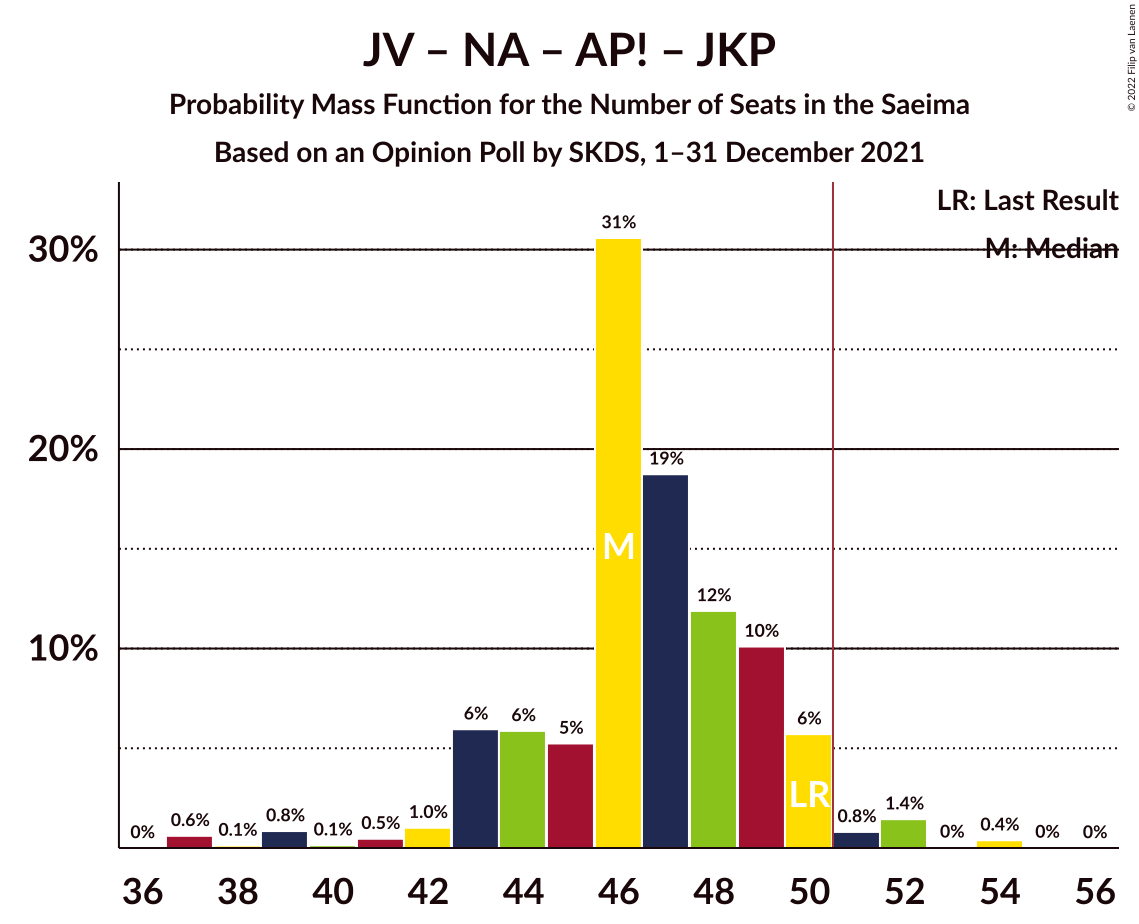 JV – NA – AP! – JKP
Probability Mass Function for the Number of Seats in the Saeima
Based on an Opinion Poll by SKDS, 1–31 December 2021
© 2022 Filip van Laenen
LR: Last Result
M: Median
30%
20%
10%
0%
0.6%
0.1%
0.8%
0.1%
0.5%
1.0%
6%
6%
5%
31%
19%
12%
10%
6%
0.8%
1.4%
0%
0.4%
0%
0%
M
LR
36 38 40 42 44 46 48 50 52 54 56